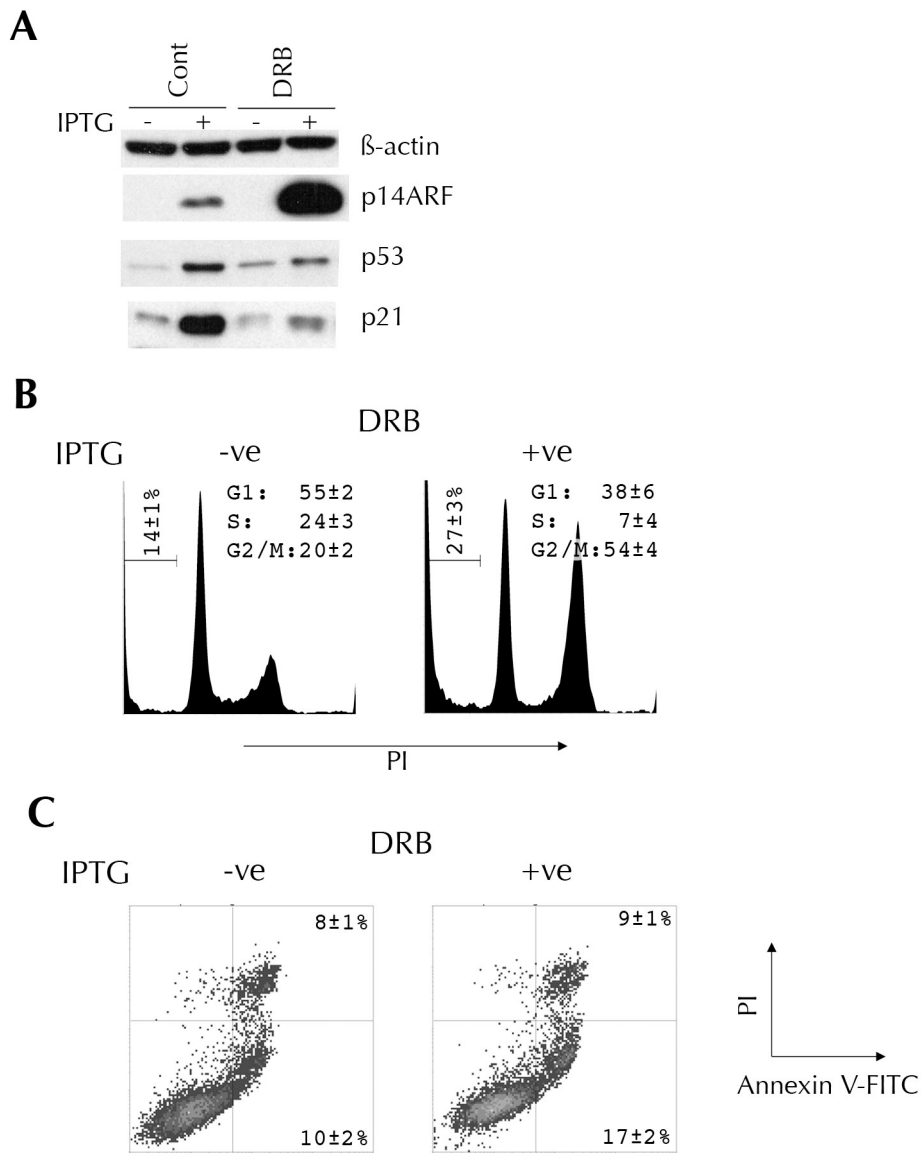 A
Cont
DRB
IPTG - + - +
ß-actin
p14ARF
p53
p21
B
DRB
IPTG -ve +ve
14±1%
G1: 55±2
S: 24±3
G2/M:20±2
27±3%
G1: 38±6
S: 7±4
G2/M:54±4
PI
C
DRB
IPTG -ve +ve
8±1%
10±2%
9±1%
17±2%
PI
Annexin V-FITC